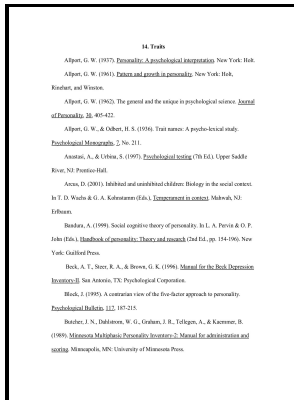 14. Traits
Allport, G. W. (1937). Personality: A psychological interpretation. New York: Holt.
Allport, G. W. (1961). Pattern and growth in personality. New York: Holt,
Rinehart, and Winston.
Allport, G. W. (1962). The general and the unique in psychological science. Journal
of Personality, 30, 405-422.
Allport, G. W., & Odbert, H. S. (1936). Trait names: A psycho-lexical study.
Psychological Monographs, 7, No. 211.
Anastasi, A., & Urbina, S. (1997). Psychological testing (7th Ed.). Upper Saddle
River, NJ: Prentice-Hall.
Arcus, D. (2001). Inhibited and uninhibited children: Biology in the social context.
In T. D. Wachs & G. A. Kohnstamm (Eds.), Temperament in context, Mahwah, NJ:
Erlbaum.
Bandura, A. (1999). Social cognitive theory of personality. In L. A. Pervin & O. P.
John (Eds.), Handbook of personality: Theory and research (2nd Ed., pp. 154-196). New
York: Guilford Press.
Beck, A. T., Steer, R. A., & Brown, G. K. (1996). Manual for the Beck Depression
Inventory-II. San Antonio, TX: Psychological Corporation.
Block, J. (1995). A contrarian view of the five-factor approach to personality.
Psychological Bulletin, 117, 187-215.
Butcher, J. N., Dahlstrom, W. G., Graham, J. R., Tellegen, A., & Kaemmer, B.
(1989). Minnesota Multiphasic Personality Inventory-2: Manual for administration and
scoring. Minneapolis, MN: University of Minnesota Press.